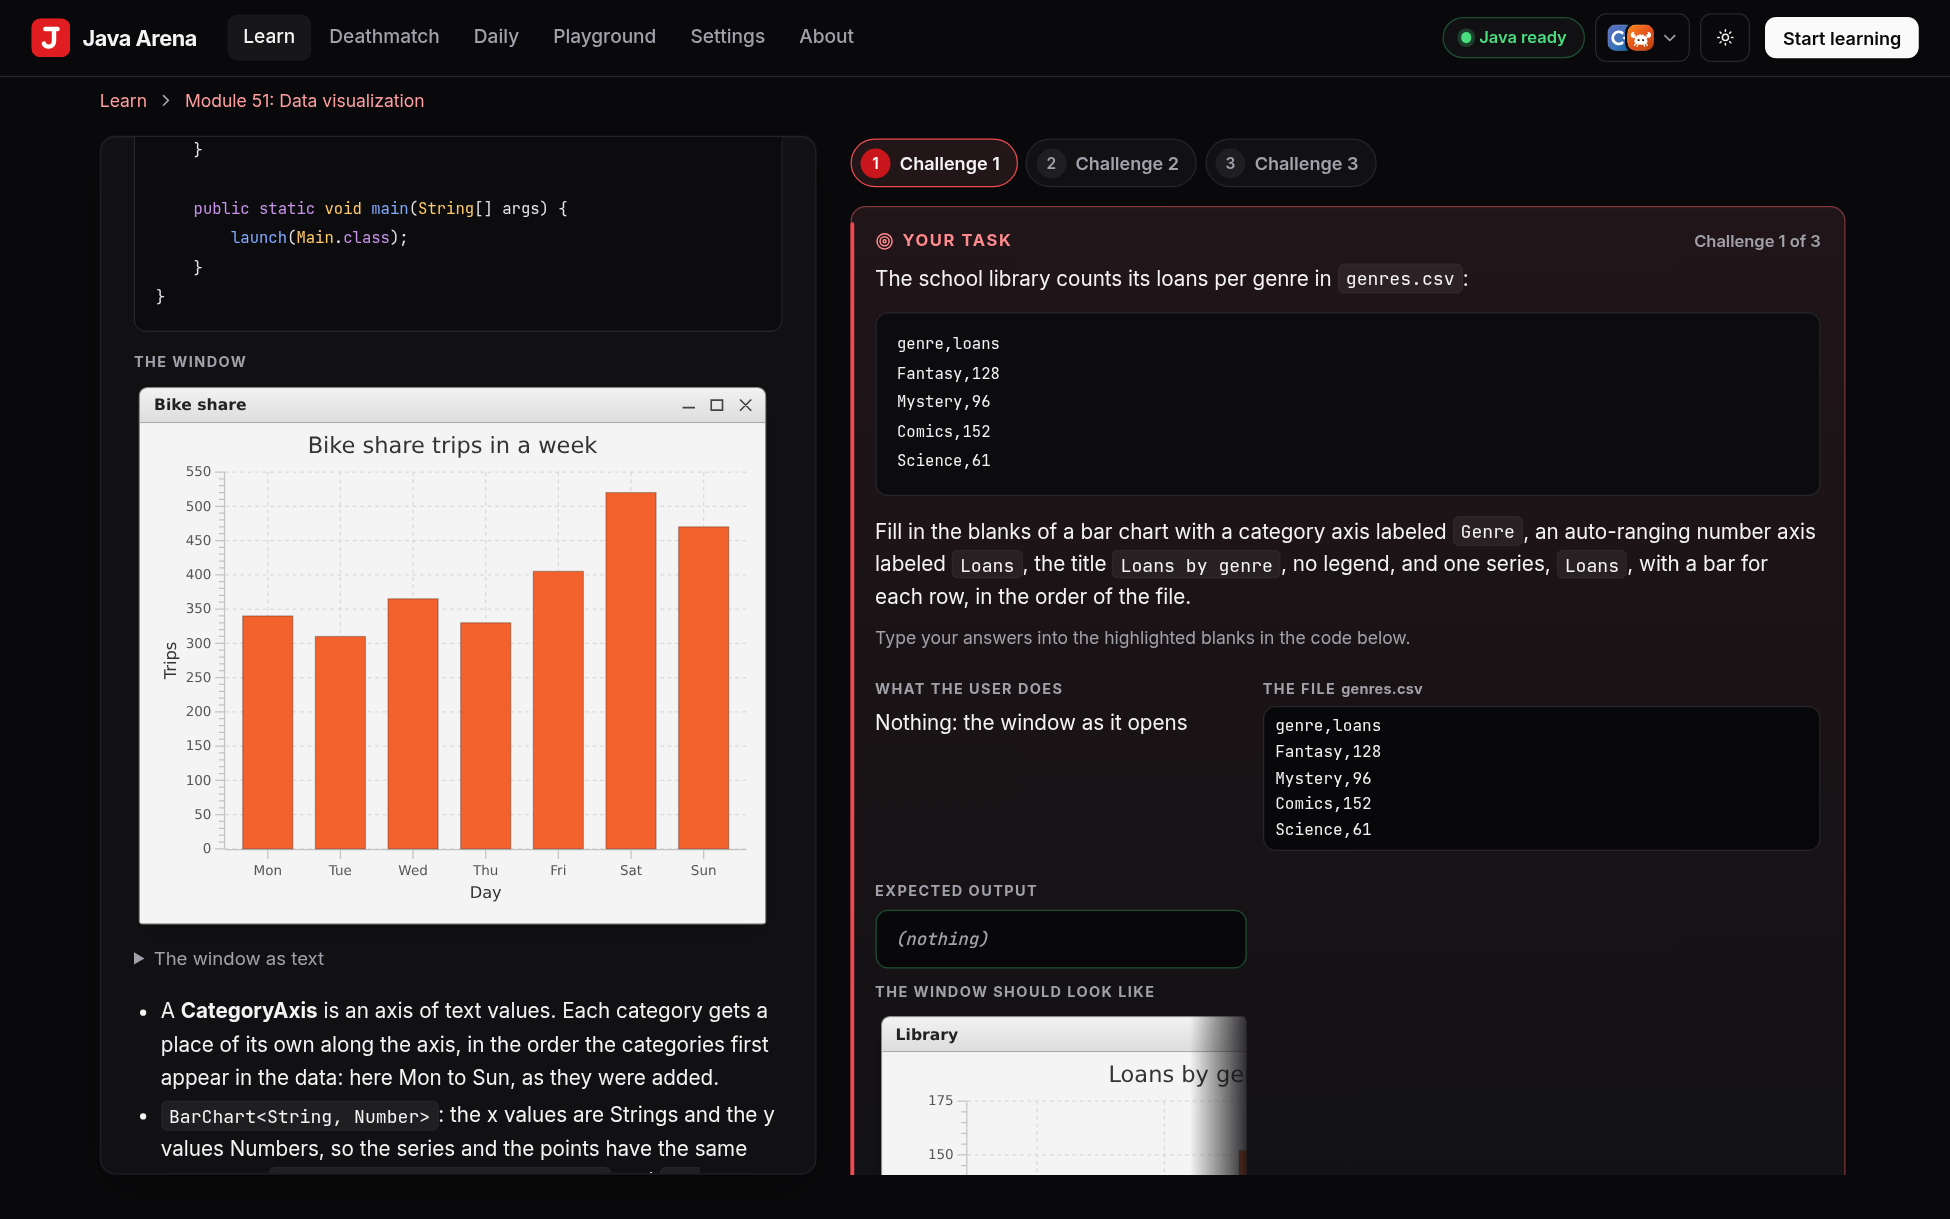 Java Arena
Learn
Deathmatch
Daily
Playground
Settings
About
Java ready
Start learning
Learn > Module 51: Data visualization
}
public static void main(String[] args) {
launch(Main.class);
}
}
THE WINDOW
Bike share
Bike share trips in a week
550
500
450
400
350
300
250
200
150
100
50
0
Trips
Mon Tue Wed Thu Fri Sat Sun
Day
The window as text
• A CategoryAxis is an axis of text values. Each category gets a
place of its own along the axis, in the order the categories first
appear in the data: here Mon to Sun, as they were added.
• BarChart<String, Number>: the x values are Strings and the y
values Numbers, so the series and the points have the same
1 Challenge 1
2 Challenge 2
3 Challenge 3
YOUR TASK
Challenge 1 of 3
The school library counts its loans per genre in genres.csv:
genre,loans
Fantasy,128
Mystery,96
Comics,152
Science,61
Fill in the blanks of a bar chart with a category axis labeled Genre, an auto-ranging number axis
labeled Loans, the title Loans by genre, no legend, and one series, Loans, with a bar for
each row, in the order of the file.
Type your answers into the highlighted blanks in the code below.
WHAT THE USER DOES
Nothing: the window as it opens
THE FILE genres.csv
genre,loans
Fantasy,128
Mystery,96
Comics,152
Science,61
EXPECTED OUTPUT
(nothing)
THE WINDOW SHOULD LOOK LIKE
Library
Loans by ge
175
150